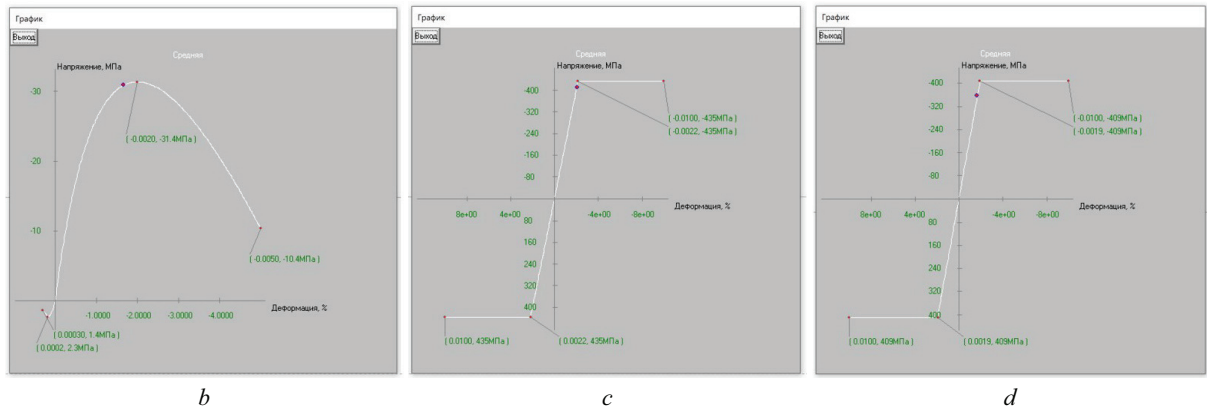 График
Выход
Средняя
Напряжение, МПа
-30
-20
-10
( -0.0020, -31.4МПа )
( -0.0050, -10.4МПа )
Деформация, %
-1.0000 -2.0000 -3.0000 -4.0000
( 0.00030, 1.4МПа )
( 0.0002, 2.3МПа )
b
График
Выход
Средняя
Напряжение, МПа
-400
-320
-240
-160
-80
( -0.0100, -435МПа )
( -0.0022, -435МПа )
Деформация, %
8e+00 4e+00 -4e+00 -8e+00
80
160
240
320
400
( 0.0100, 435МПа ) ( 0.0022, 435МПа )
c
График
Выход
Средняя
Напряжение, МПа
-400
-320
-240
-160
-80
( -0.0100, -409МПа )
( -0.0019, -409МПа )
Деформация, %
8e+00 4e+00 -4e+00 -8e+00
80
160
240
320
400
( 0.0100, 409МПа ) ( 0.0019, 409МПа )
d